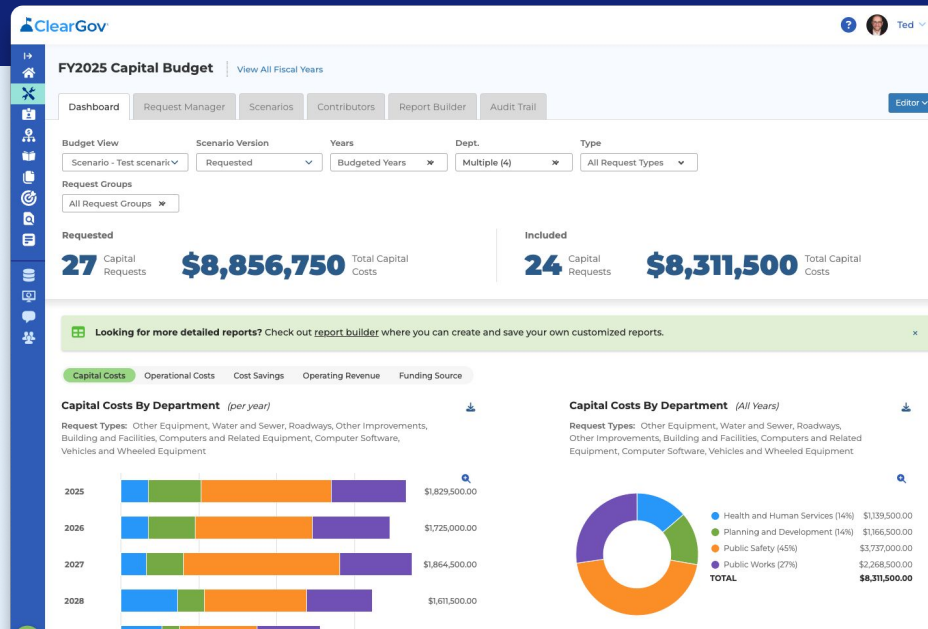 ClearGov
? Ted
FY2025 Capital Budget View All Fiscal Years
Dashboard Request Manager Scenarios Contributors Report Builder Audit Trail Editor
Budget View Scenario Version Years Dept. Type
Scenario - Test scenario Requested Budgeted Years Multiple (4) All Request Types
Request Groups
All Request Groups
Requested Included
27 Capital Requests $8,856,750 Total Capital Costs 24 Capital Requests $8,311,500 Total Capital Costs
Looking for more detailed reports? Check out report builder where you can create and save your own customized reports. ×
Capital Costs Operational Costs Cost Savings Operating Revenue Funding Source
Capital Costs By Department (per year)
Request Types: Other Equipment, Water and Sewer, Roadways, Other Improvements,
Building and Facilities, Computers and Related Equipment, Computer Software,
Vehicles and Wheeled Equipment
2025 $1,829,500.00
2026 $1,725,000.00
2027 $1,864,500.00
2028 $1,611,500.00
Capital Costs By Department (All Years)
Request Types: Other Equipment, Water and Sewer, Roadways,
Other Improvements, Building and Facilities, Computers and Related
Equipment, Computer Software, Vehicles and Wheeled Equipment
Health and Human Services (14%) $1,139,500.00
Planning and Development (14%) $1,166,500.00
Public Safety (45%) $3,737,000.00
Public Works (27%) $2,268,500.00
TOTAL $8,311,500.00